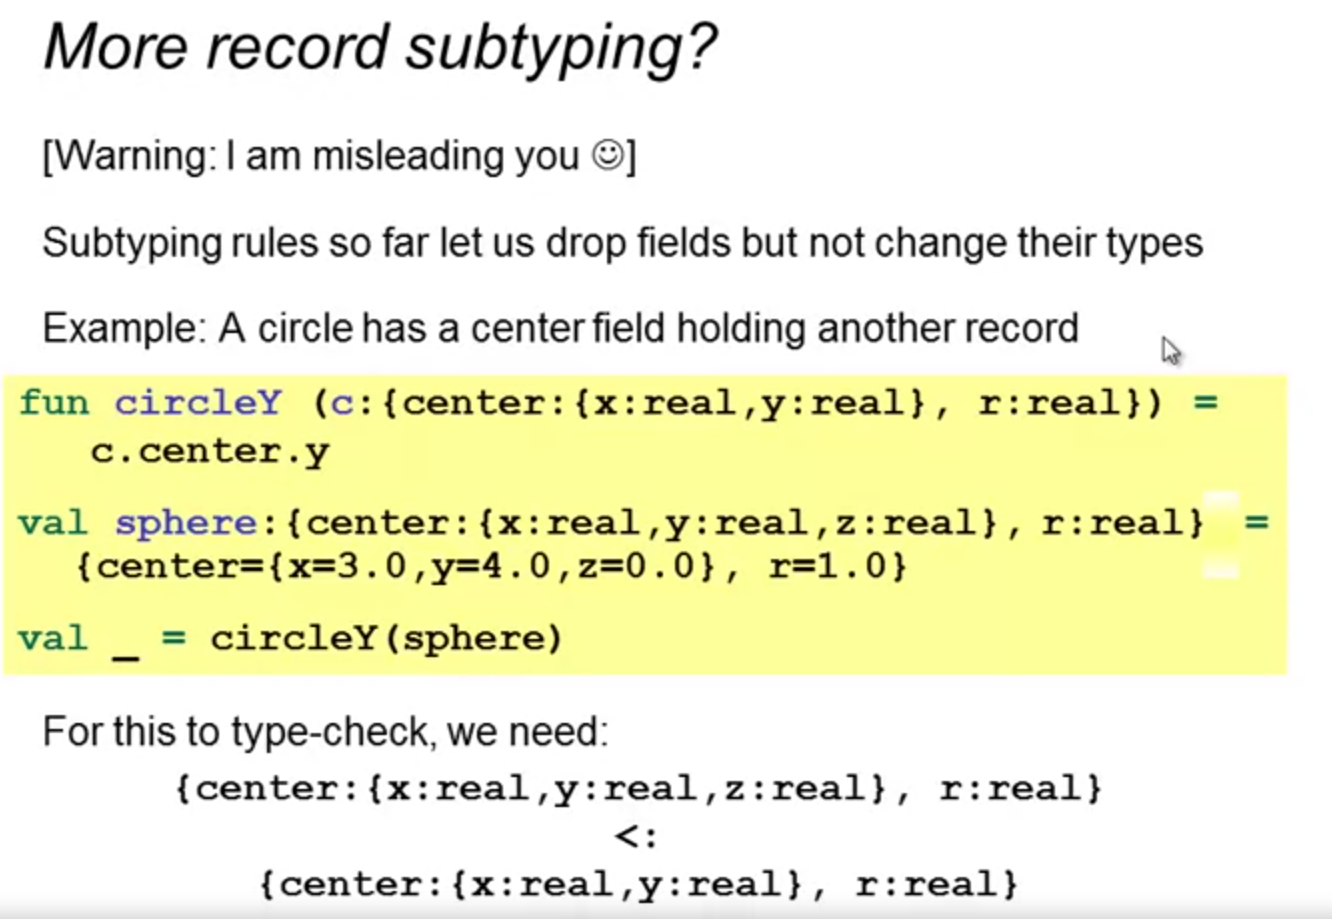 More record subtyping?
[Warning: I am misleading you ☺]
Subtyping rules so far let us drop fields but not change their types
Example: A circle has a center field holding another record
fun circleY (c:{center:{x:real,y:real}, r:real}) =
c.center.y
val sphere:{center:{x:real,y:real,z:real}, r:real} =
{center={x=3.0,y=4.0,z=0.0}, r=1.0}
val _ = circleY(sphere)
For this to type-check, we need:
{center:{x:real,y:real,z:real}, r:real}
<:
{center:{x:real,y:real}, r:real}